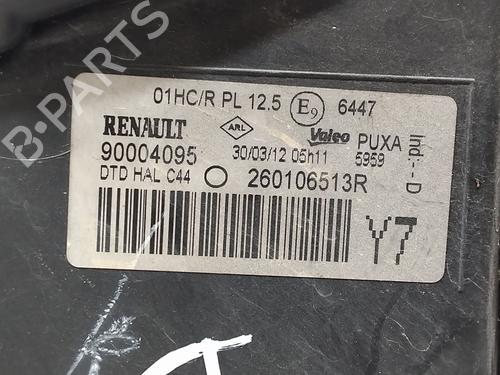 01HC/R PL 12.5 E9 6447
RENAULT ARL Valeo PUXA
90004095 30/03/12 05h11 5959
DTD HAL C44 260106513R
Ind:--D
Y7
B-PARTS